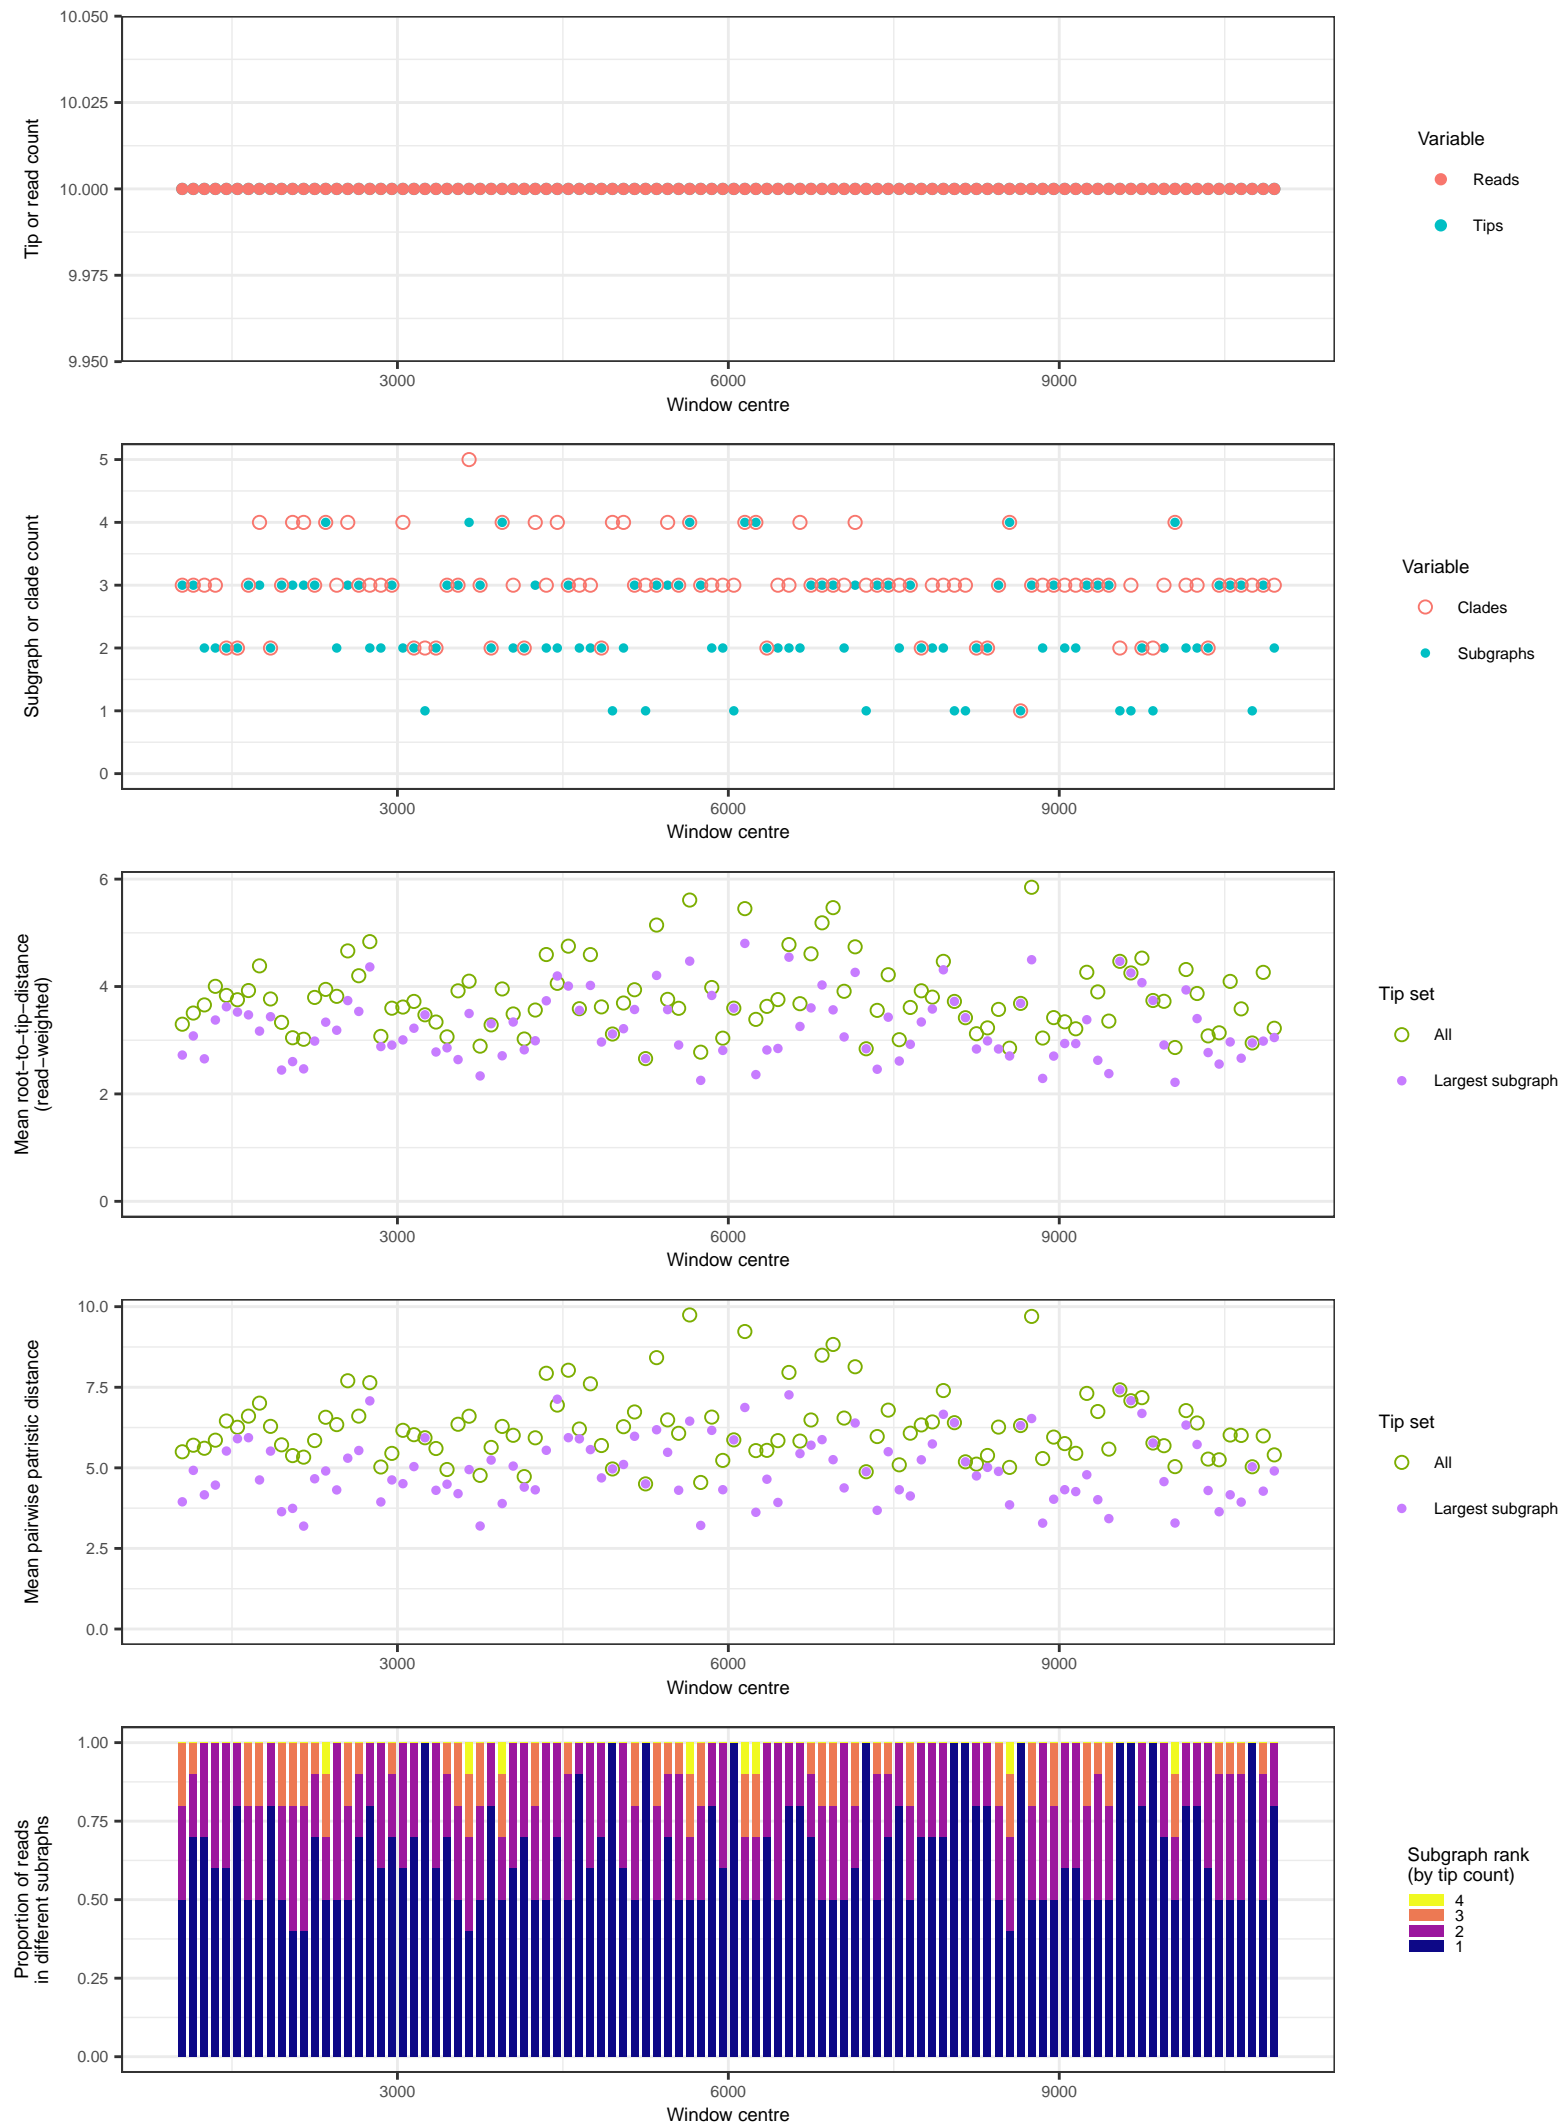 10.050
10.025
10.000
9.975
9.950
Tip or read count
3000
6000
9000
Window centre
Variable
Reads
Tips
5
4
3
2
1
0
Subgraph or clade count
3000
6000
9000
Window centre
Variable
Clades
Subgraphs
6
4
2
0
Mean root−to−tip−distance
(read−weighted)
3000
6000
9000
Window centre
Tip set
All
Largest subgraph
10.0
7.5
5.0
2.5
0.0
Mean pairwise patristic distance
3000
6000
9000
Window centre
Tip set
All
Largest subgraph
1.00
0.75
0.50
0.25
0.00
Proportion of reads
in different subraphs
3000
6000
9000
Window centre
Subgraph rank
(by tip count)
4
3
2
1